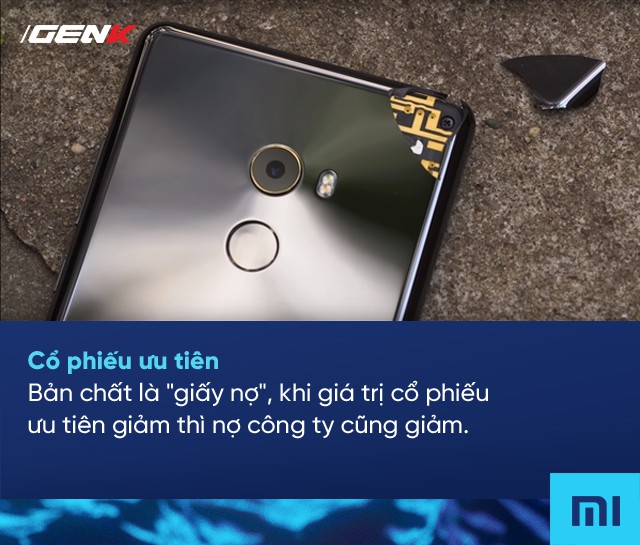 GENK
Cổ phiếu ưu tiên
Bản chất là "giấy nợ", khi giá trị cổ phiếu
ưu tiên giảm thì nợ công ty cũng giảm.
MI